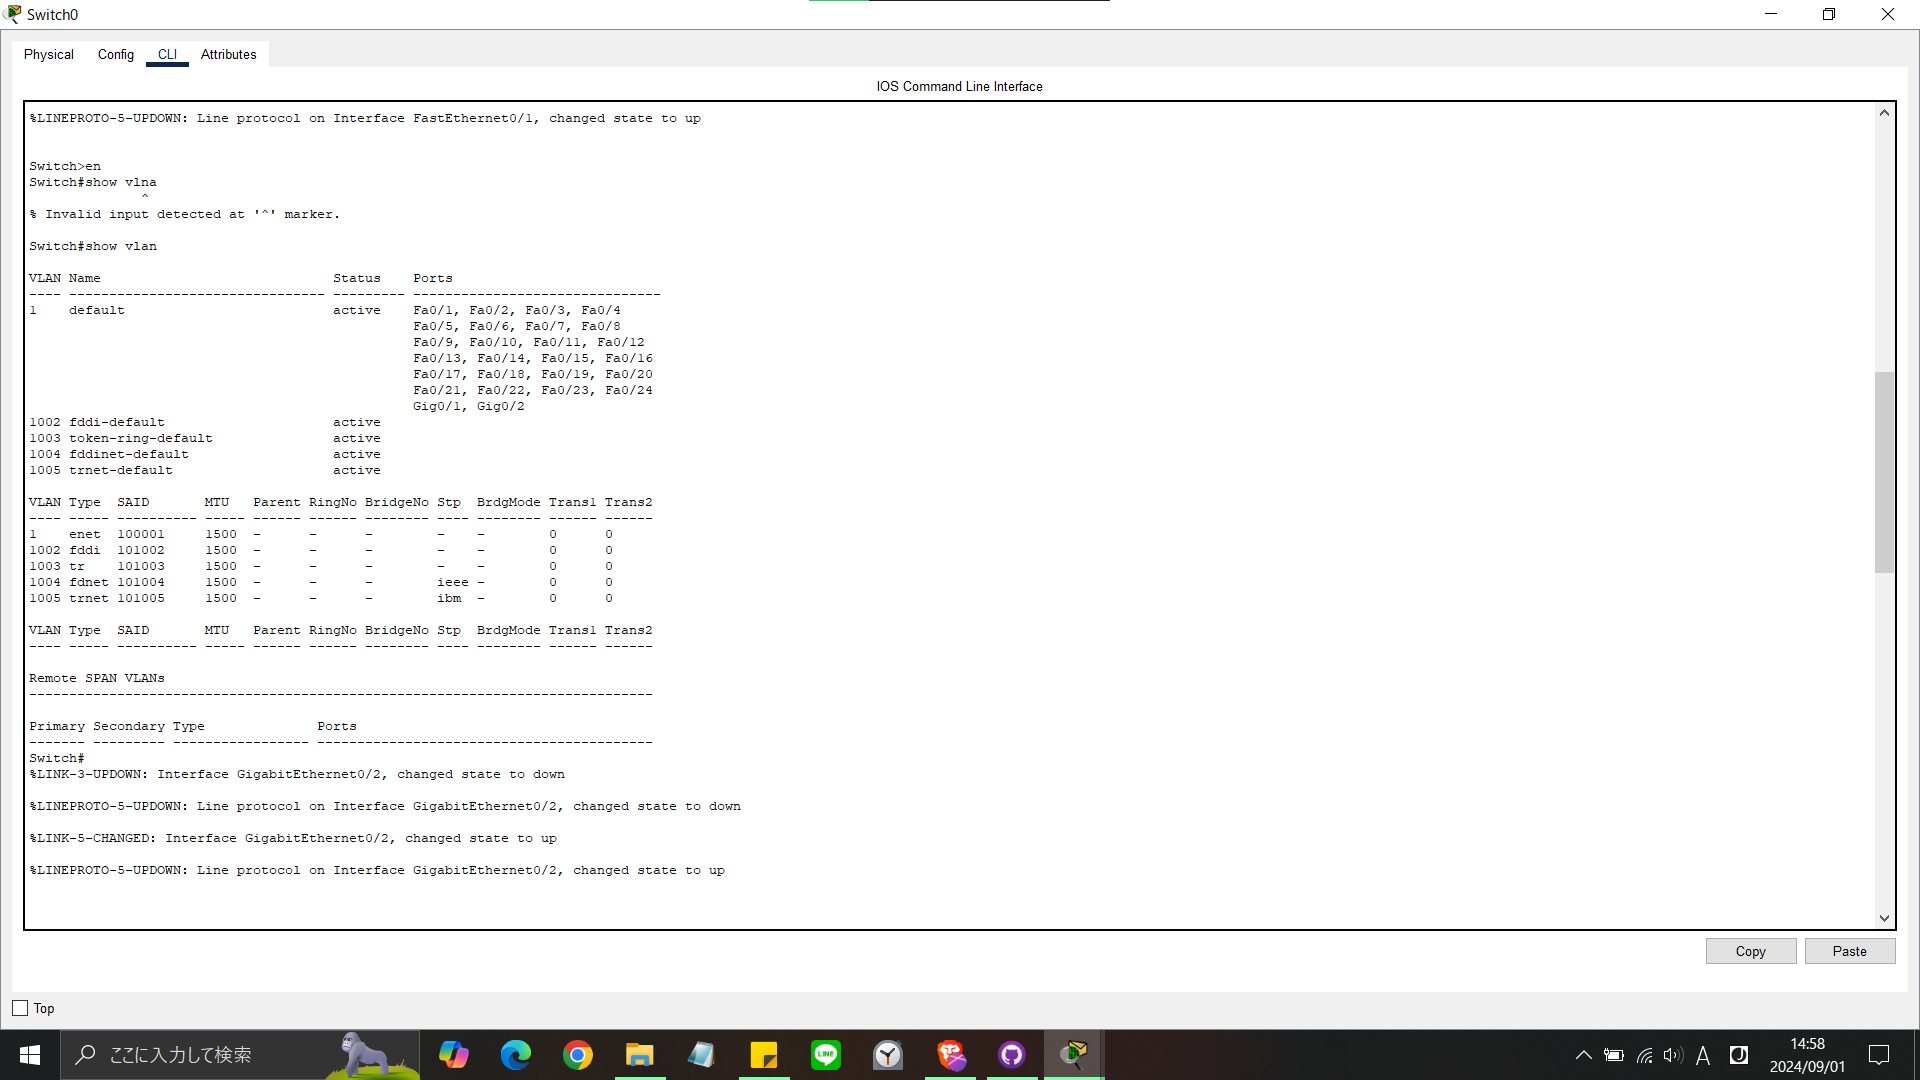 Switch0
Physical Config CLI Attributes
IOS Command Line Interface
%LINEPROTO-5-UPDOWN: Line protocol on Interface FastEthernet0/1, changed state to up
Switch>en
Switch#show vlna
^
% Invalid input detected at '^' marker.
Switch#show vlan
VLAN Name                             Status    Ports
---- -------------------------------- --------- -------------------------------
1    default                          active    Fa0/1, Fa0/2, Fa0/3, Fa0/4
Fa0/5, Fa0/6, Fa0/7, Fa0/8
Fa0/9, Fa0/10, Fa0/11, Fa0/12
Fa0/13, Fa0/14, Fa0/15, Fa0/16
Fa0/17, Fa0/18, Fa0/19, Fa0/20
Fa0/21, Fa0/22, Fa0/23, Fa0/24
Gig0/1, Gig0/2
1002 fddi-default                     active
1003 token-ring-default               active
1004 fddinet-default                  active
1005 trnet-default                    active
VLAN Type  SAID       MTU   Parent RingNo BridgeNo Stp  BrdgMode Trans1 Trans2
---- ----- ---------- ----- ------ ------ -------- ---- -------- ------ ------
1    enet  100001     1500  -      -      -        -    -        0      0
1002 fddi  101002     1500  -      -      -        -    -        0      0
1003 tr    101003     1500  -      -      -        -    -        0      0
1004 fdnet 101004     1500  -      -      -        ieee -        0      0
1005 trnet 101005     1500  -      -      -        ibm  -        0      0
VLAN Type  SAID       MTU   Parent RingNo BridgeNo Stp  BrdgMode Trans1 Trans2
---- ----- ---------- ----- ------ ------ -------- ---- -------- ------ ------
Remote SPAN VLANs
------------------------------------------------------------------------------
Primary Secondary Type              Ports
------- --------- ----------------- ------------------------------------------
Switch#
%LINK-3-UPDOWN: Interface GigabitEthernet0/2, changed state to down
%LINEPROTO-5-UPDOWN: Line protocol on Interface GigabitEthernet0/2, changed state to down
%LINK-5-CHANGED: Interface GigabitEthernet0/2, changed state to up
%LINEPROTO-5-UPDOWN: Line protocol on Interface GigabitEthernet0/2, changed state to up
Copy Paste
Top
ここに入力して検索
LINE
A
14:58
2024/09/01